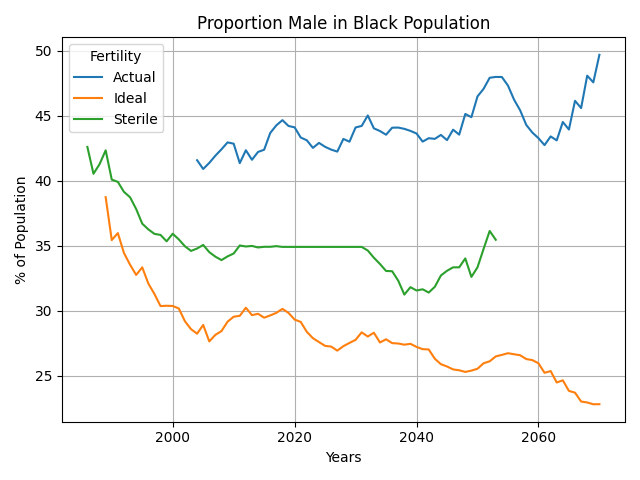 Proportion Male in Black Population
Fertility
Actual
Ideal
Sterile
50
45
40
35
30
25
% of Population
2000
2020
2040
2060
Years